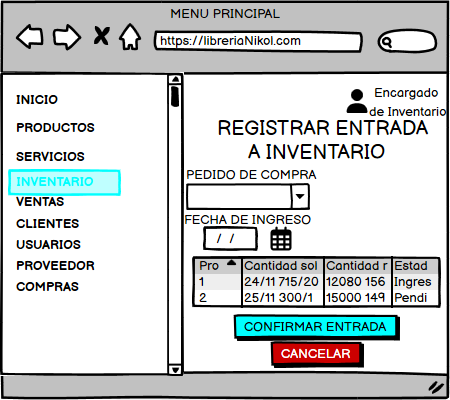 MENU PRINCIPAL
https://libreriaNikol.com
INICIO
PRODUCTOS
SERVICIOS
INVENTARIO
VENTAS
CLIENTES
USUARIOS
PROVEEDOR
COMPRAS
Encargado
de Inventario
REGISTRAR ENTRADA
A INVENTARIO
PEDIDO DE COMPRA
FECHA DE INGRESO
/ /
Pro Cantidad sol Cantidad r Estad
1 24/11 715/20 12080 156 Ingres
2 25/11 300/1 15000 149 Pendi
CONFIRMAR ENTRADA
CANCELAR